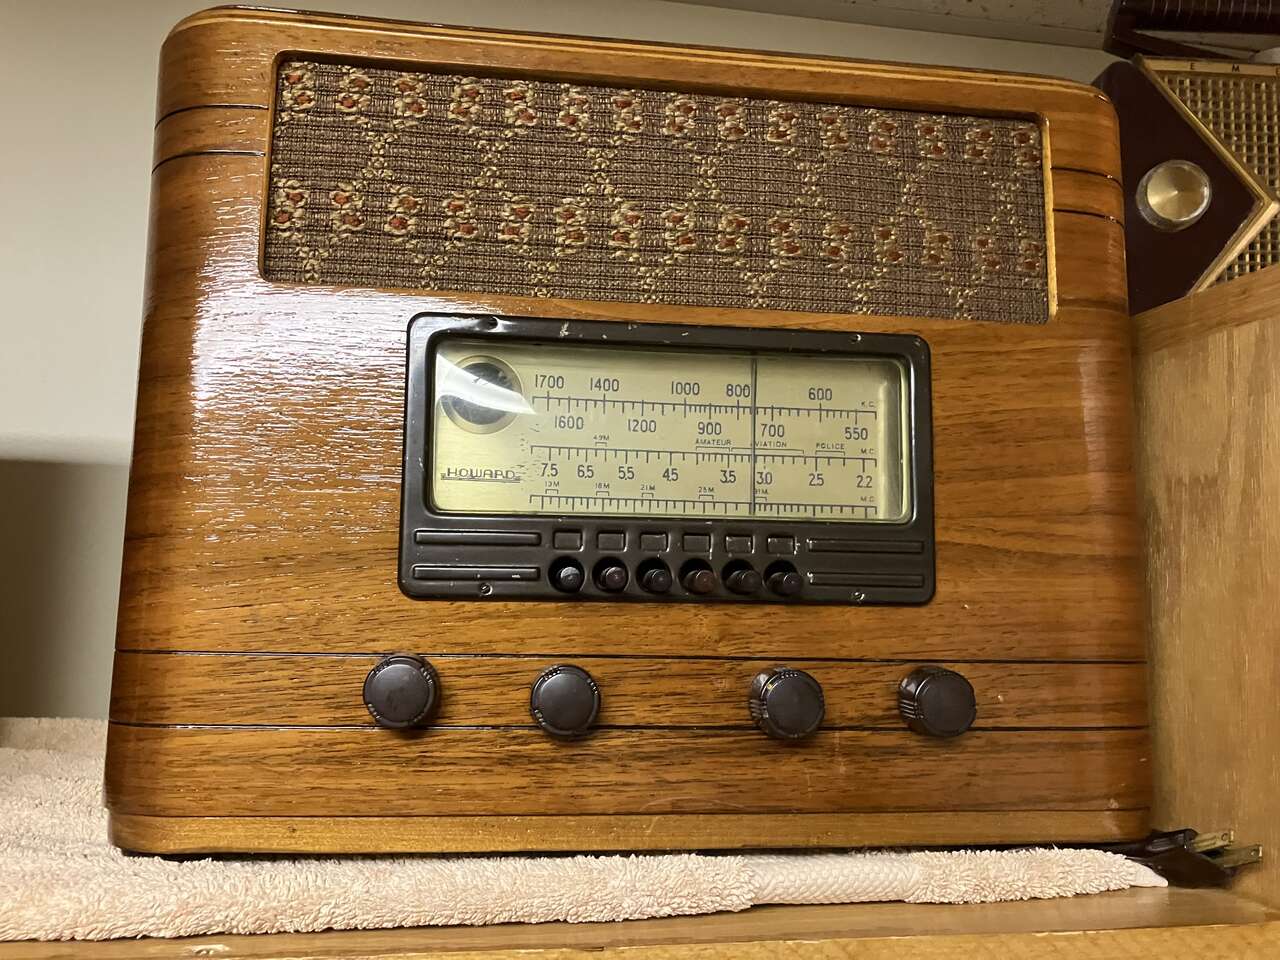 E M
1700 1400 1000 800 600 K.C.
1600 1200 900 700 550
49M AMATEUR AVIATION POLICE M.C.
HOWARD
7.5 6.5 5.5 4.5 3.5 3.0 2.5 2.2
13M 16M 21M 25M 31M M.C.